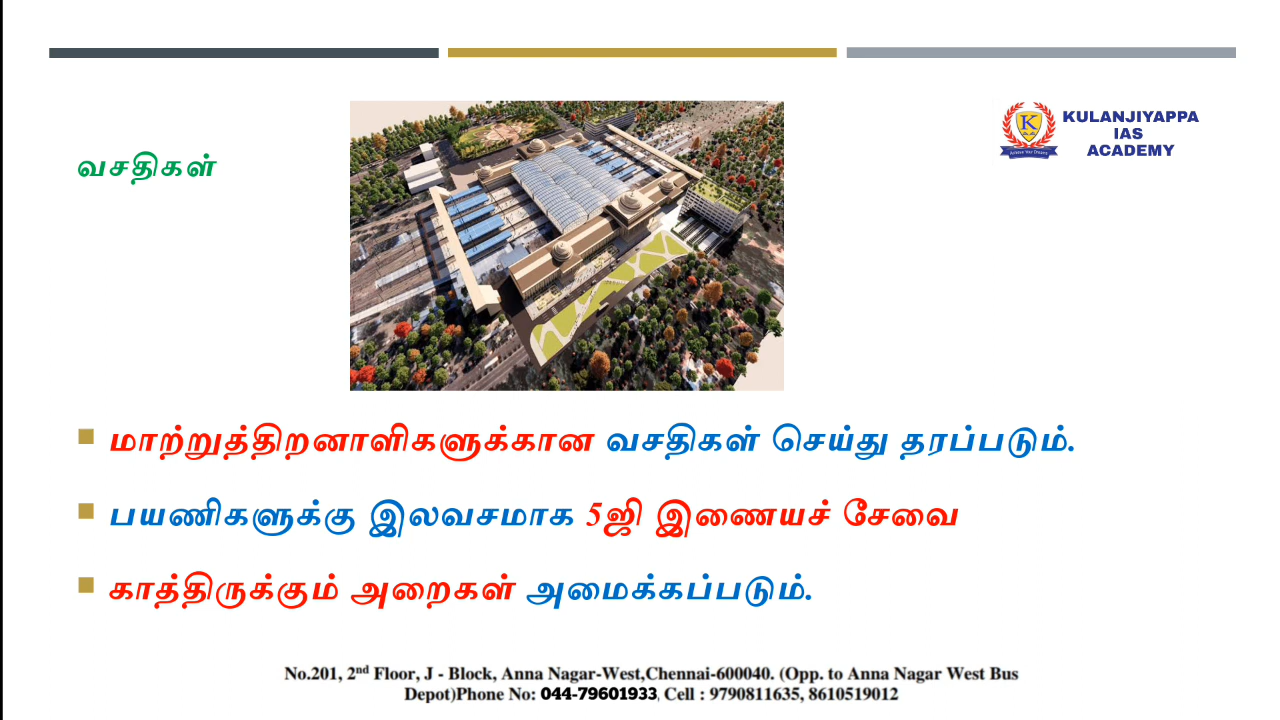 KULANJIYAPPA
IAS
ACADEMY
வசதிகள்
மாற்றுத்திறனாளிகளுக்கான வசதிகள் செய்து தரப்படும்.
பயணிகளுக்கு இலவசமாக 5ஜி இணையச் சேவை
காத்திருக்கும் அறைகள் அமைக்கப்படும்.
No.201, 2nd Floor, J - Block, Anna Nagar-West,Chennai-600040. (Opp. to Anna Nagar West Bus
Depot)Phone No: 044-79601933, Cell : 9790811635, 8610519012